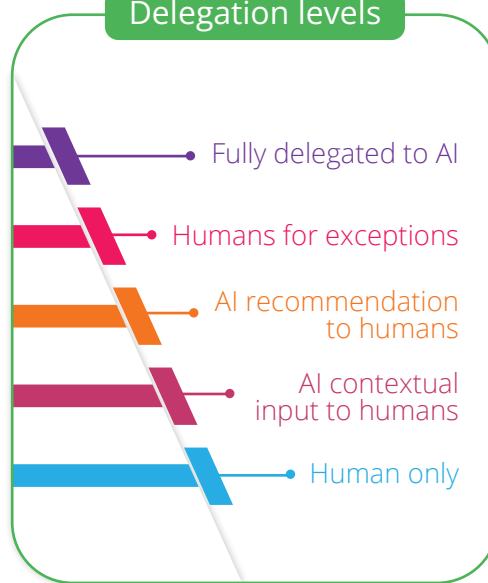 Delegation levels
Fully delegated to AI
Humans for exceptions
AI recommendation
to humans
AI contextual
input to humans
Human only